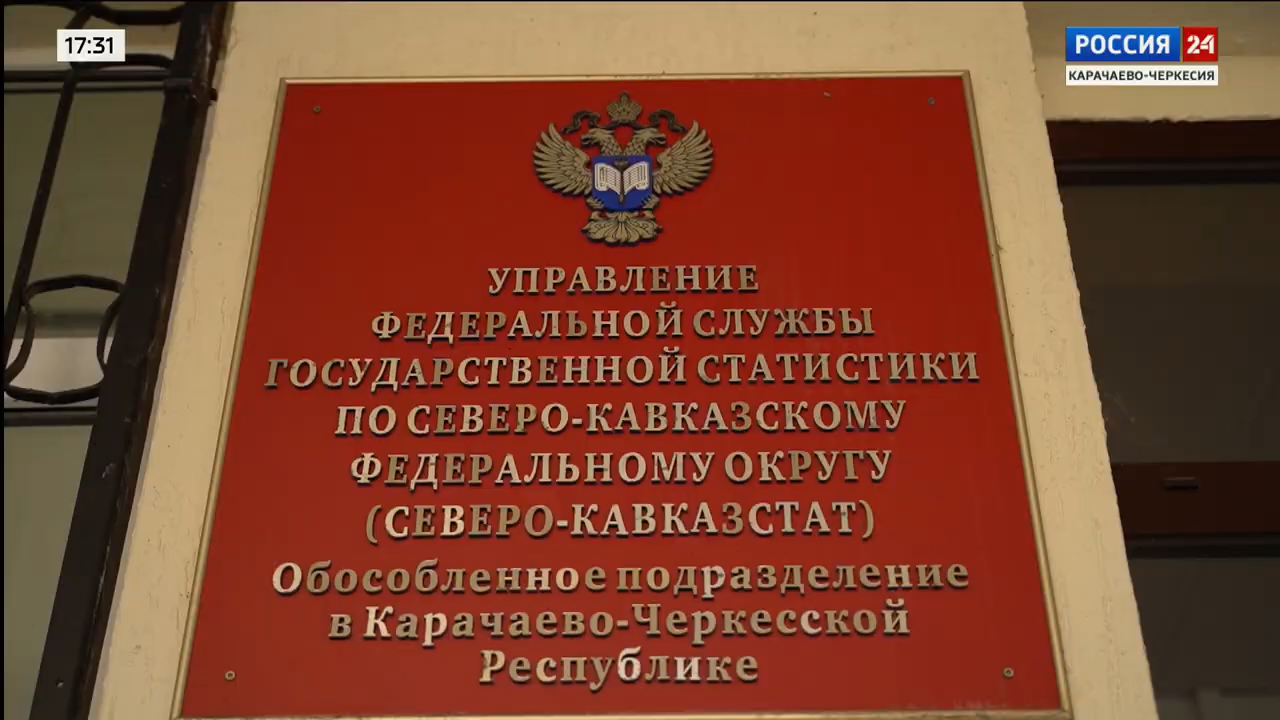 17:31
РОССИЯ 24
КАРАЧАЕВО-ЧЕРКЕСИЯ
УПРАВЛЕНИЕ
ФЕДЕРАЛЬНОЙ СЛУЖБЫ
ГОСУДАРСТВЕННОЙ СТАТИСТИКИ
ПО СЕВЕРО-КАВКАЗСКОМУ
ФЕДЕРАЛЬНОМУ ОКРУГУ
(СЕВЕРО-КАВКАЗСТАТ)
Обособленное подразделение
в Карачаево-Черкесской
Республике